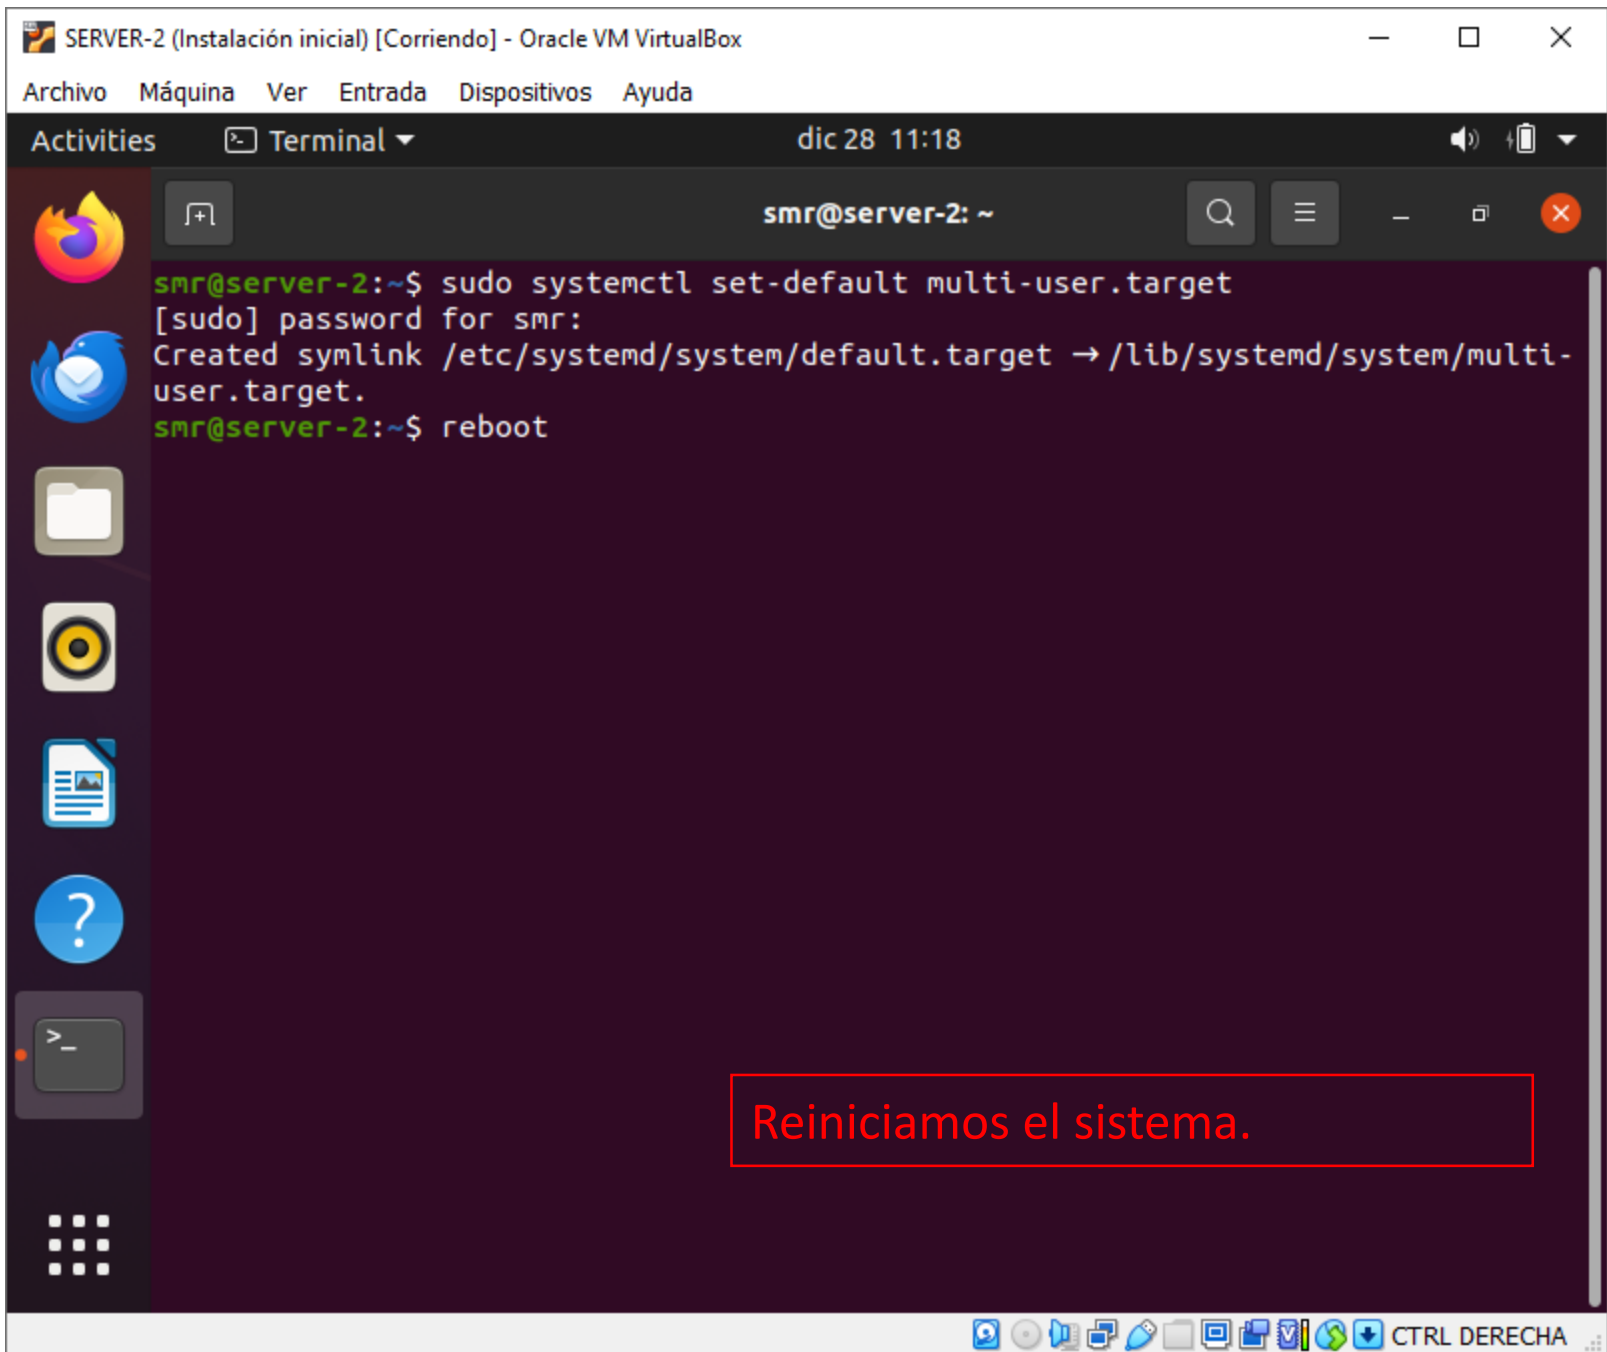 SERVER-2 (Instalación inicial) [Corriendo] - Oracle VM VirtualBox
Archivo Máquina Ver Entrada Dispositivos Ayuda
Activities Terminal dic 28 11:18
smr@server-2: ~
smr@server-2:~$ sudo systemctl set-default multi-user.target
[sudo] password for smr:
Created symlink /etc/systemd/system/default.target → /lib/systemd/system/multi-
user.target.
smr@server-2:~$ reboot
Reiniciamos el sistema.
CTRL DERECHA